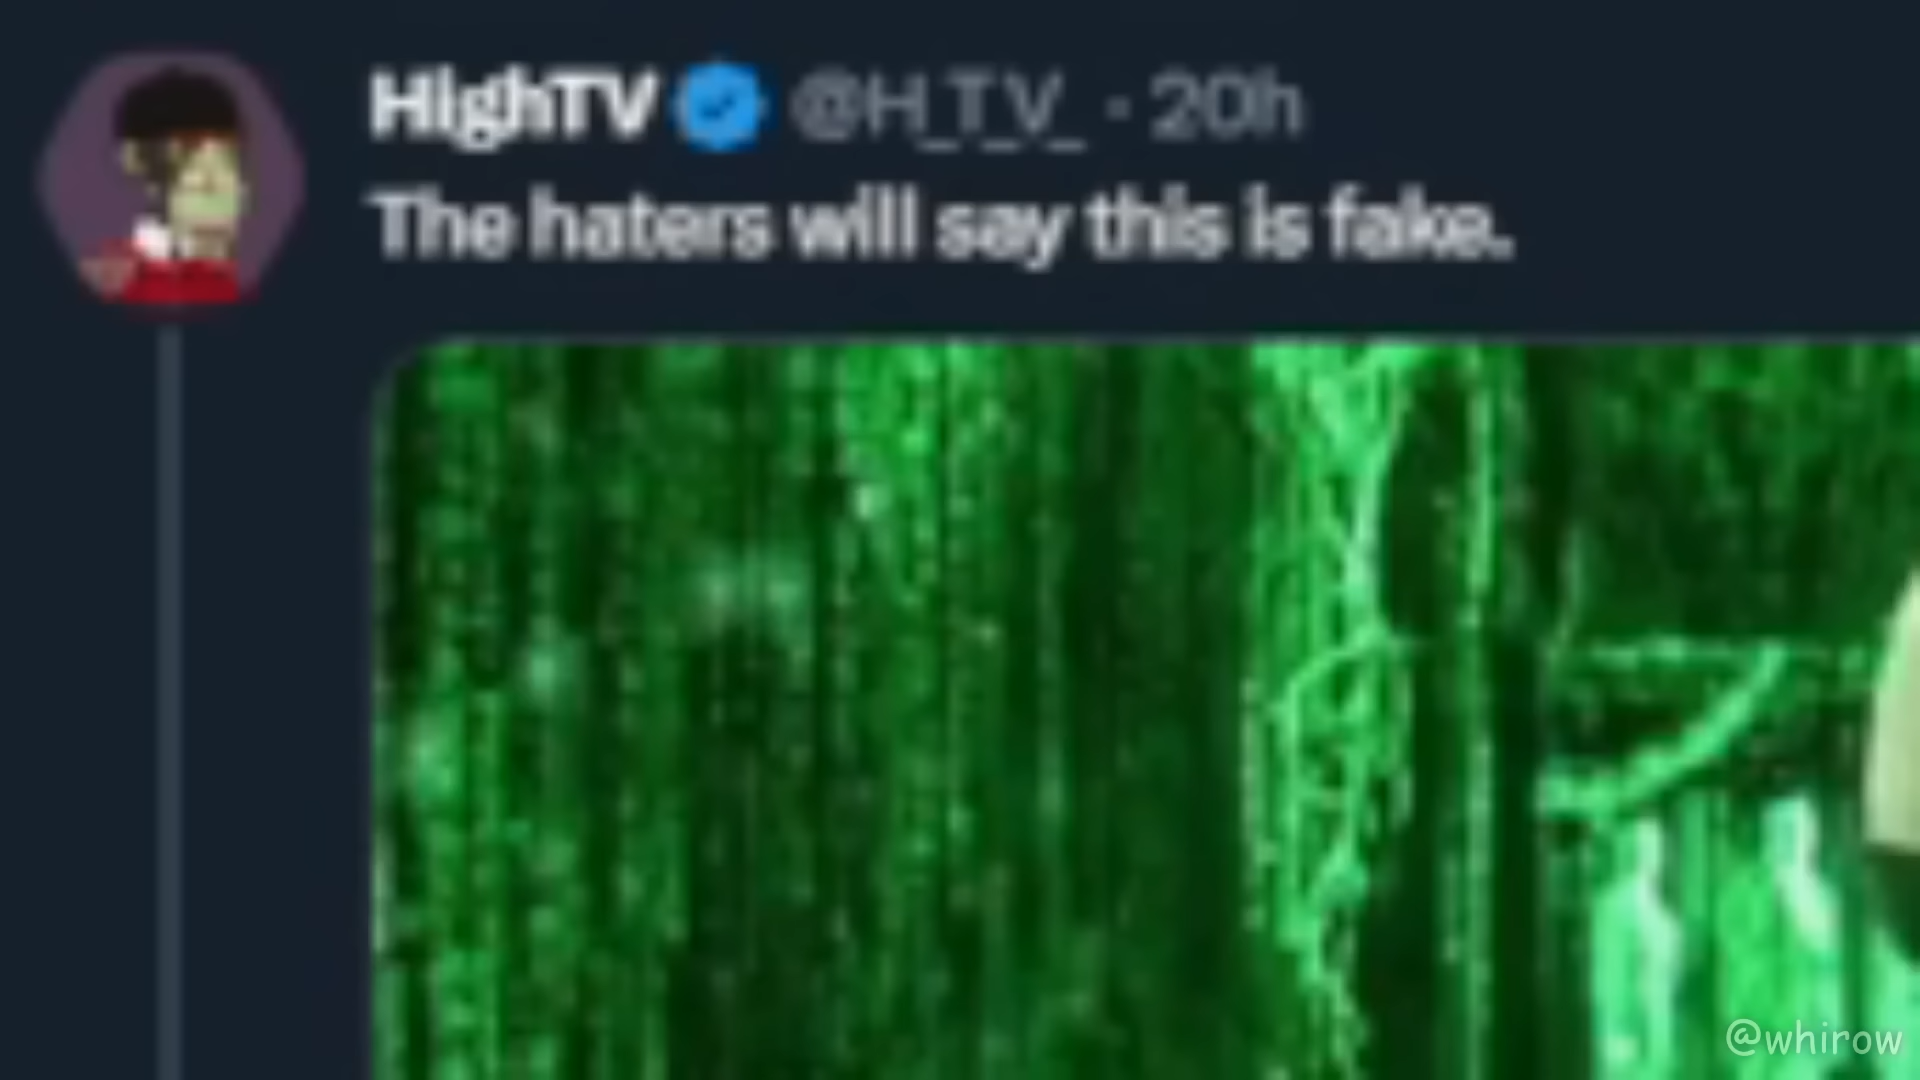 HighTV @H_T_V_ · 20h
The haters will say this is fake.
@whirow